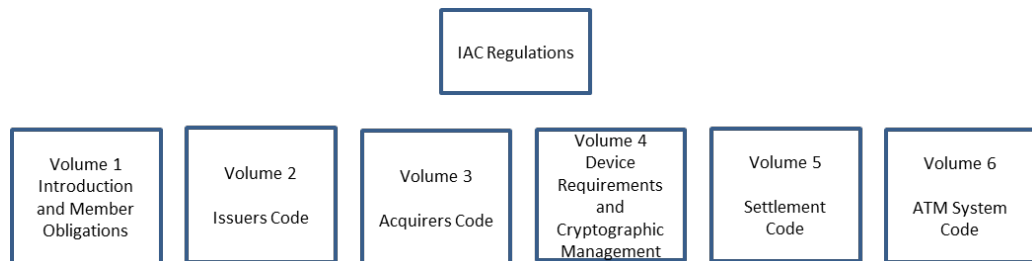 IAC Regulations
Volume 1
Introduction
and Member
Obligations
Volume 2
Issuers Code
Volume 3
Acquirers Code
Volume 4
Device
Requirements
and
Cryptographic
Management
Volume 5
Settlement
Code
Volume 6
ATM System
Code